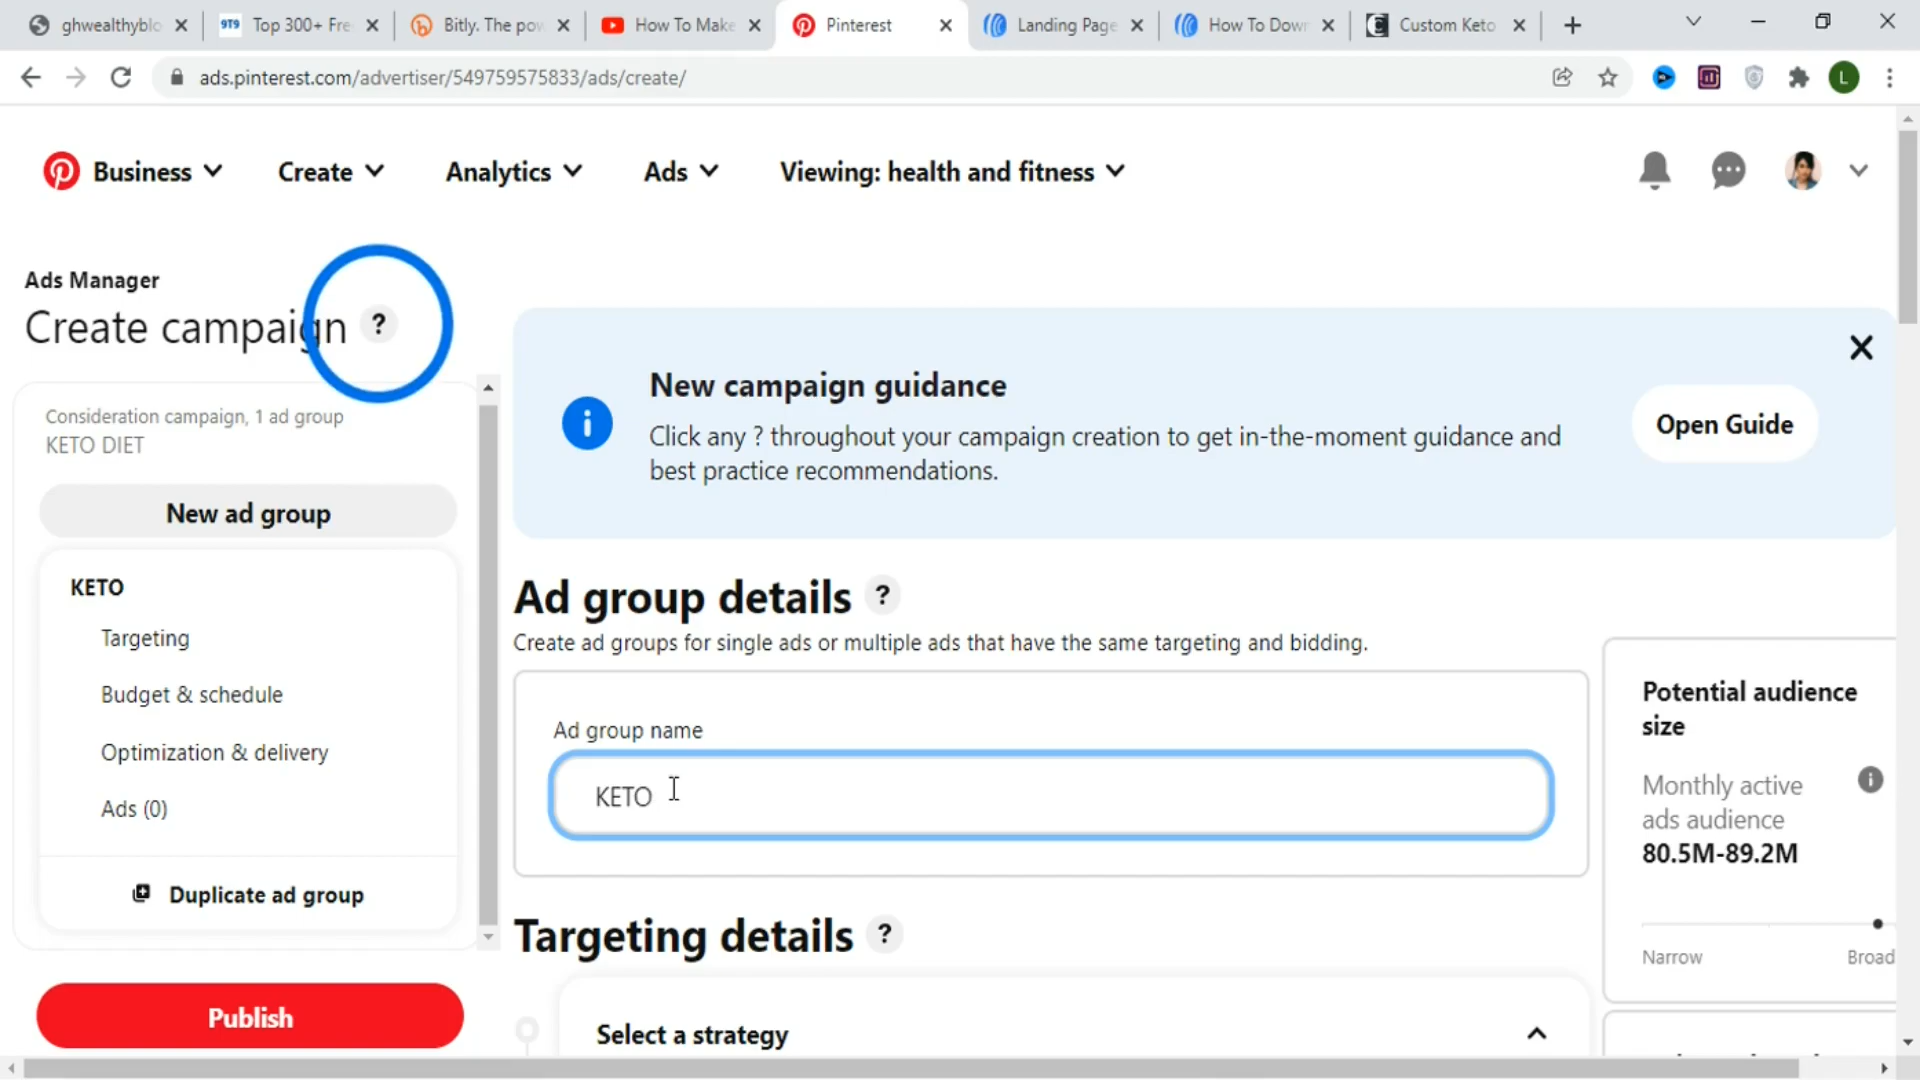 ghwealthyblo
9T9
Top 300+ Fre
Bitly. The pow
How To Make
Pinterest
Landing Page
How To Down
Custom Keto
ads.pinterest.com/advertiser/549759575833/ads/create/
L
Business
Create
Analytics
Ads
Viewing: health and fitness
Ads Manager
Create campaign ?
Consideration campaign, 1 ad group
KETO DIET
New ad group
KETO
Targeting
Budget & schedule
Optimization & delivery
Ads (0)
Duplicate ad group
Publish
New campaign guidance
Click any ? throughout your campaign creation to get in-the-moment guidance and
best practice recommendations.
Open Guide
Ad group details ?
Create ad groups for single ads or multiple ads that have the same targeting and bidding.
Ad group name
KETO
Targeting details ?
Select a strategy
Potential audience
size
Monthly active
ads audience
80.5M-89.2M
Narrow
Broad